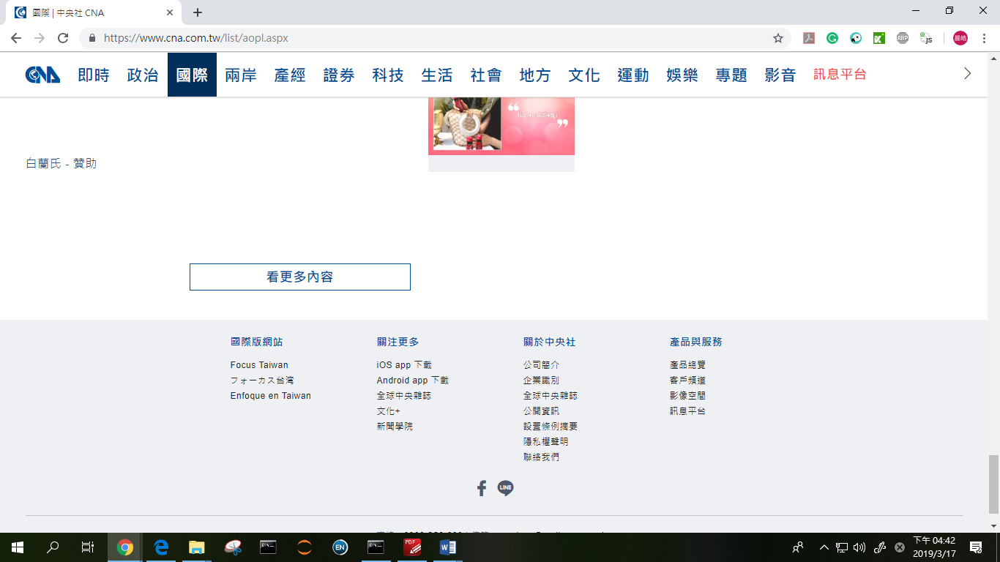 國際 | 中央社 CNA
https://www.cna.com.tw/list/aopl.aspx
ABP
JS
晨皓
CNA 即時 政治 國際 兩岸 產經 證券 科技 生活 社會 地方 文化 運動 娛樂 專題 影音 訊息平台
白蘭氏 - 贊助
看更多內容
國際版網站
Focus Taiwan
フォーカス台湾
Enfoque en Taiwan
關注更多
iOS app 下載
Android app 下載
全球中央雜誌
文化+
新聞學院
關於中央社
公司簡介
企業識別
全球中央雜誌
公開資訊
設置條例摘要
隱私權聲明
聯絡我們
產品與服務
產品總覽
客戶頻道
影像空間
訊息平台
LINE
EN
PDF
下午 04:42
2019/3/17